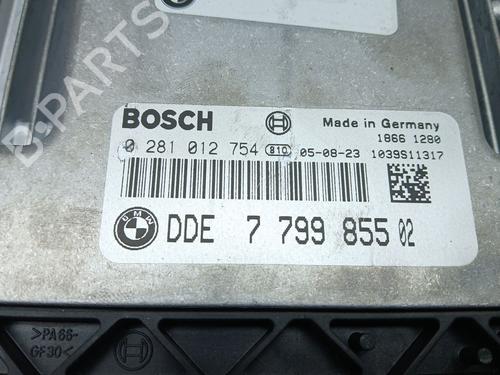 B-PARTS
BOSCH
Made in Germany
1866 1280
0 281 012 754 810 05-08-23 1039S11317
BMW
DDE 7 799 855 02
>PA66-
GF30<